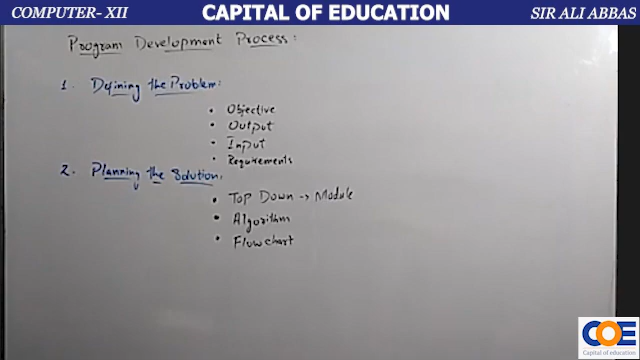 COMPUTER- XII CAPITAL OF EDUCATION SIR ALI ABBAS
Program Development Process:
1. Defining the Problem:
• Objective
• Output
• Input
• Requirements
2. Planning the Solution.
• Top Down → Module
• Algorithm
• Flowchart
COE
Capital of education